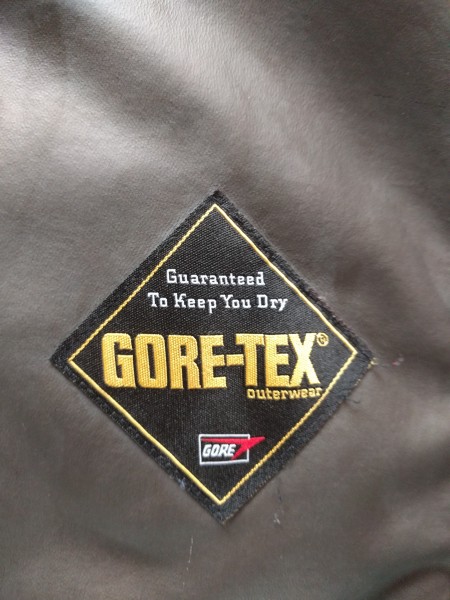 Guaranteed
To Keep You Dry
GORE-TEX®
outerwear
GORE